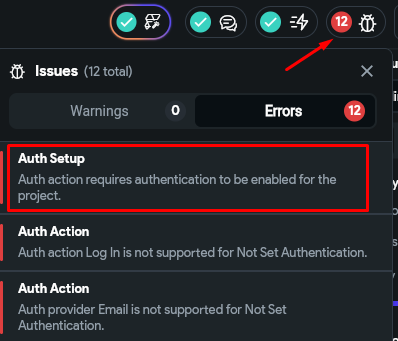 12
Issues (12 total)
Warnings 0 Errors 12
Auth Setup
Auth action requires authentication to be enabled for the
project.
Auth Action
Auth action Log In is not supported for Not Set Authentication.
Auth Action
Auth provider Email is not supported for Not Set
Authentication.